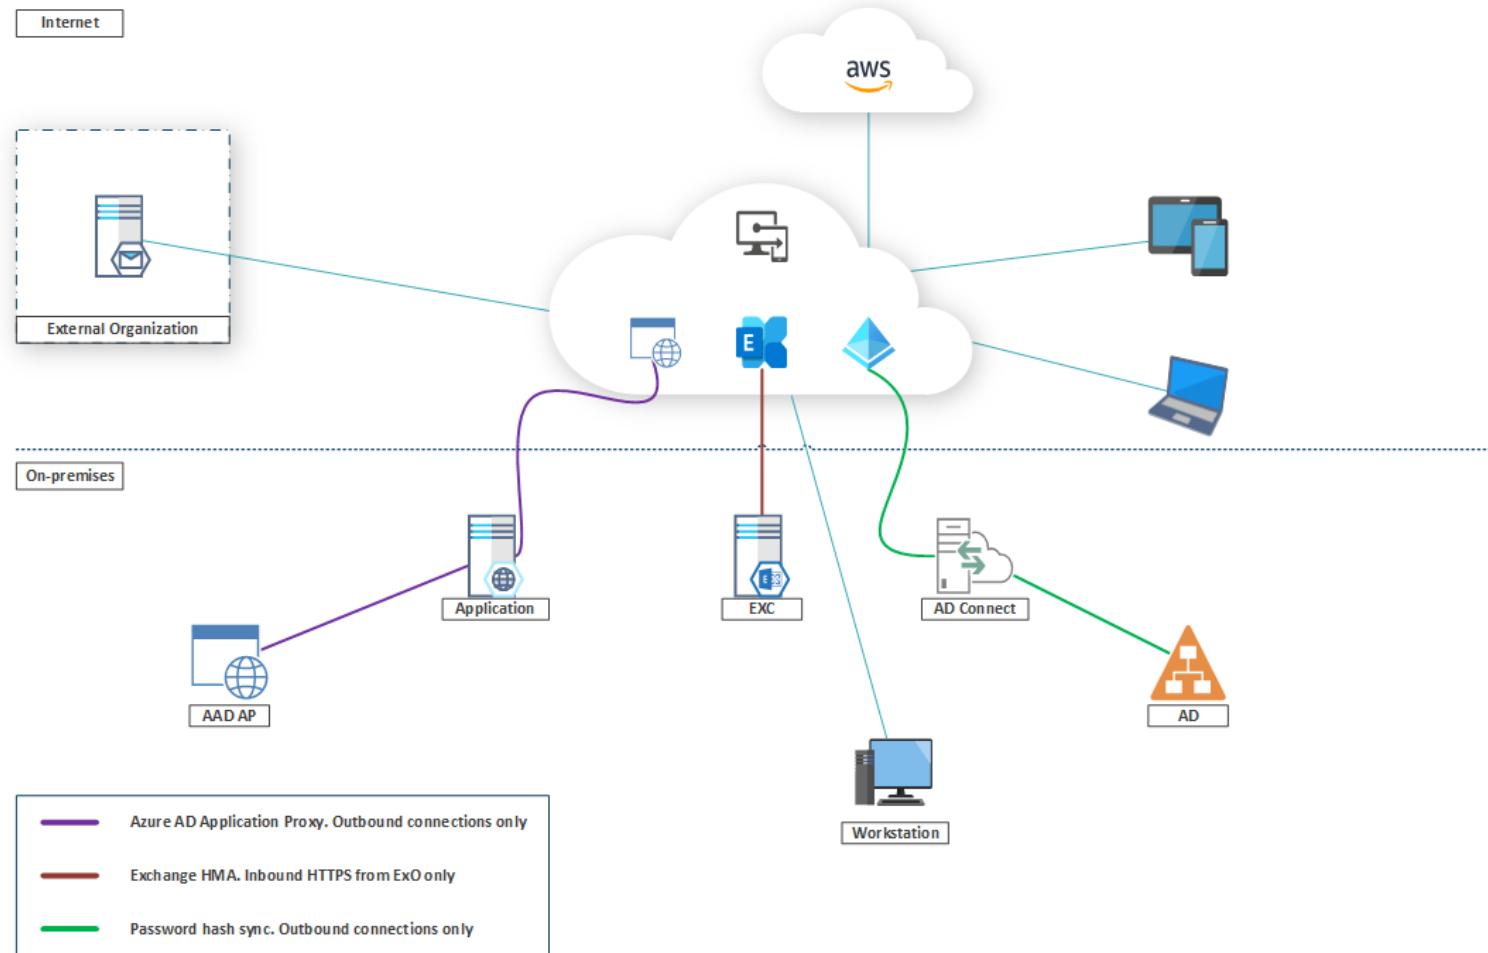 Internet
aws
External Organization
E
On-premises
E
Application
EXC
AD Connect
AAD AP
AD
Workstation
Azure AD Application Proxy. Outbound connections only
Exchange HMA. Inbound HTTPS from ExO only
Password hash sync. Outbound connections only